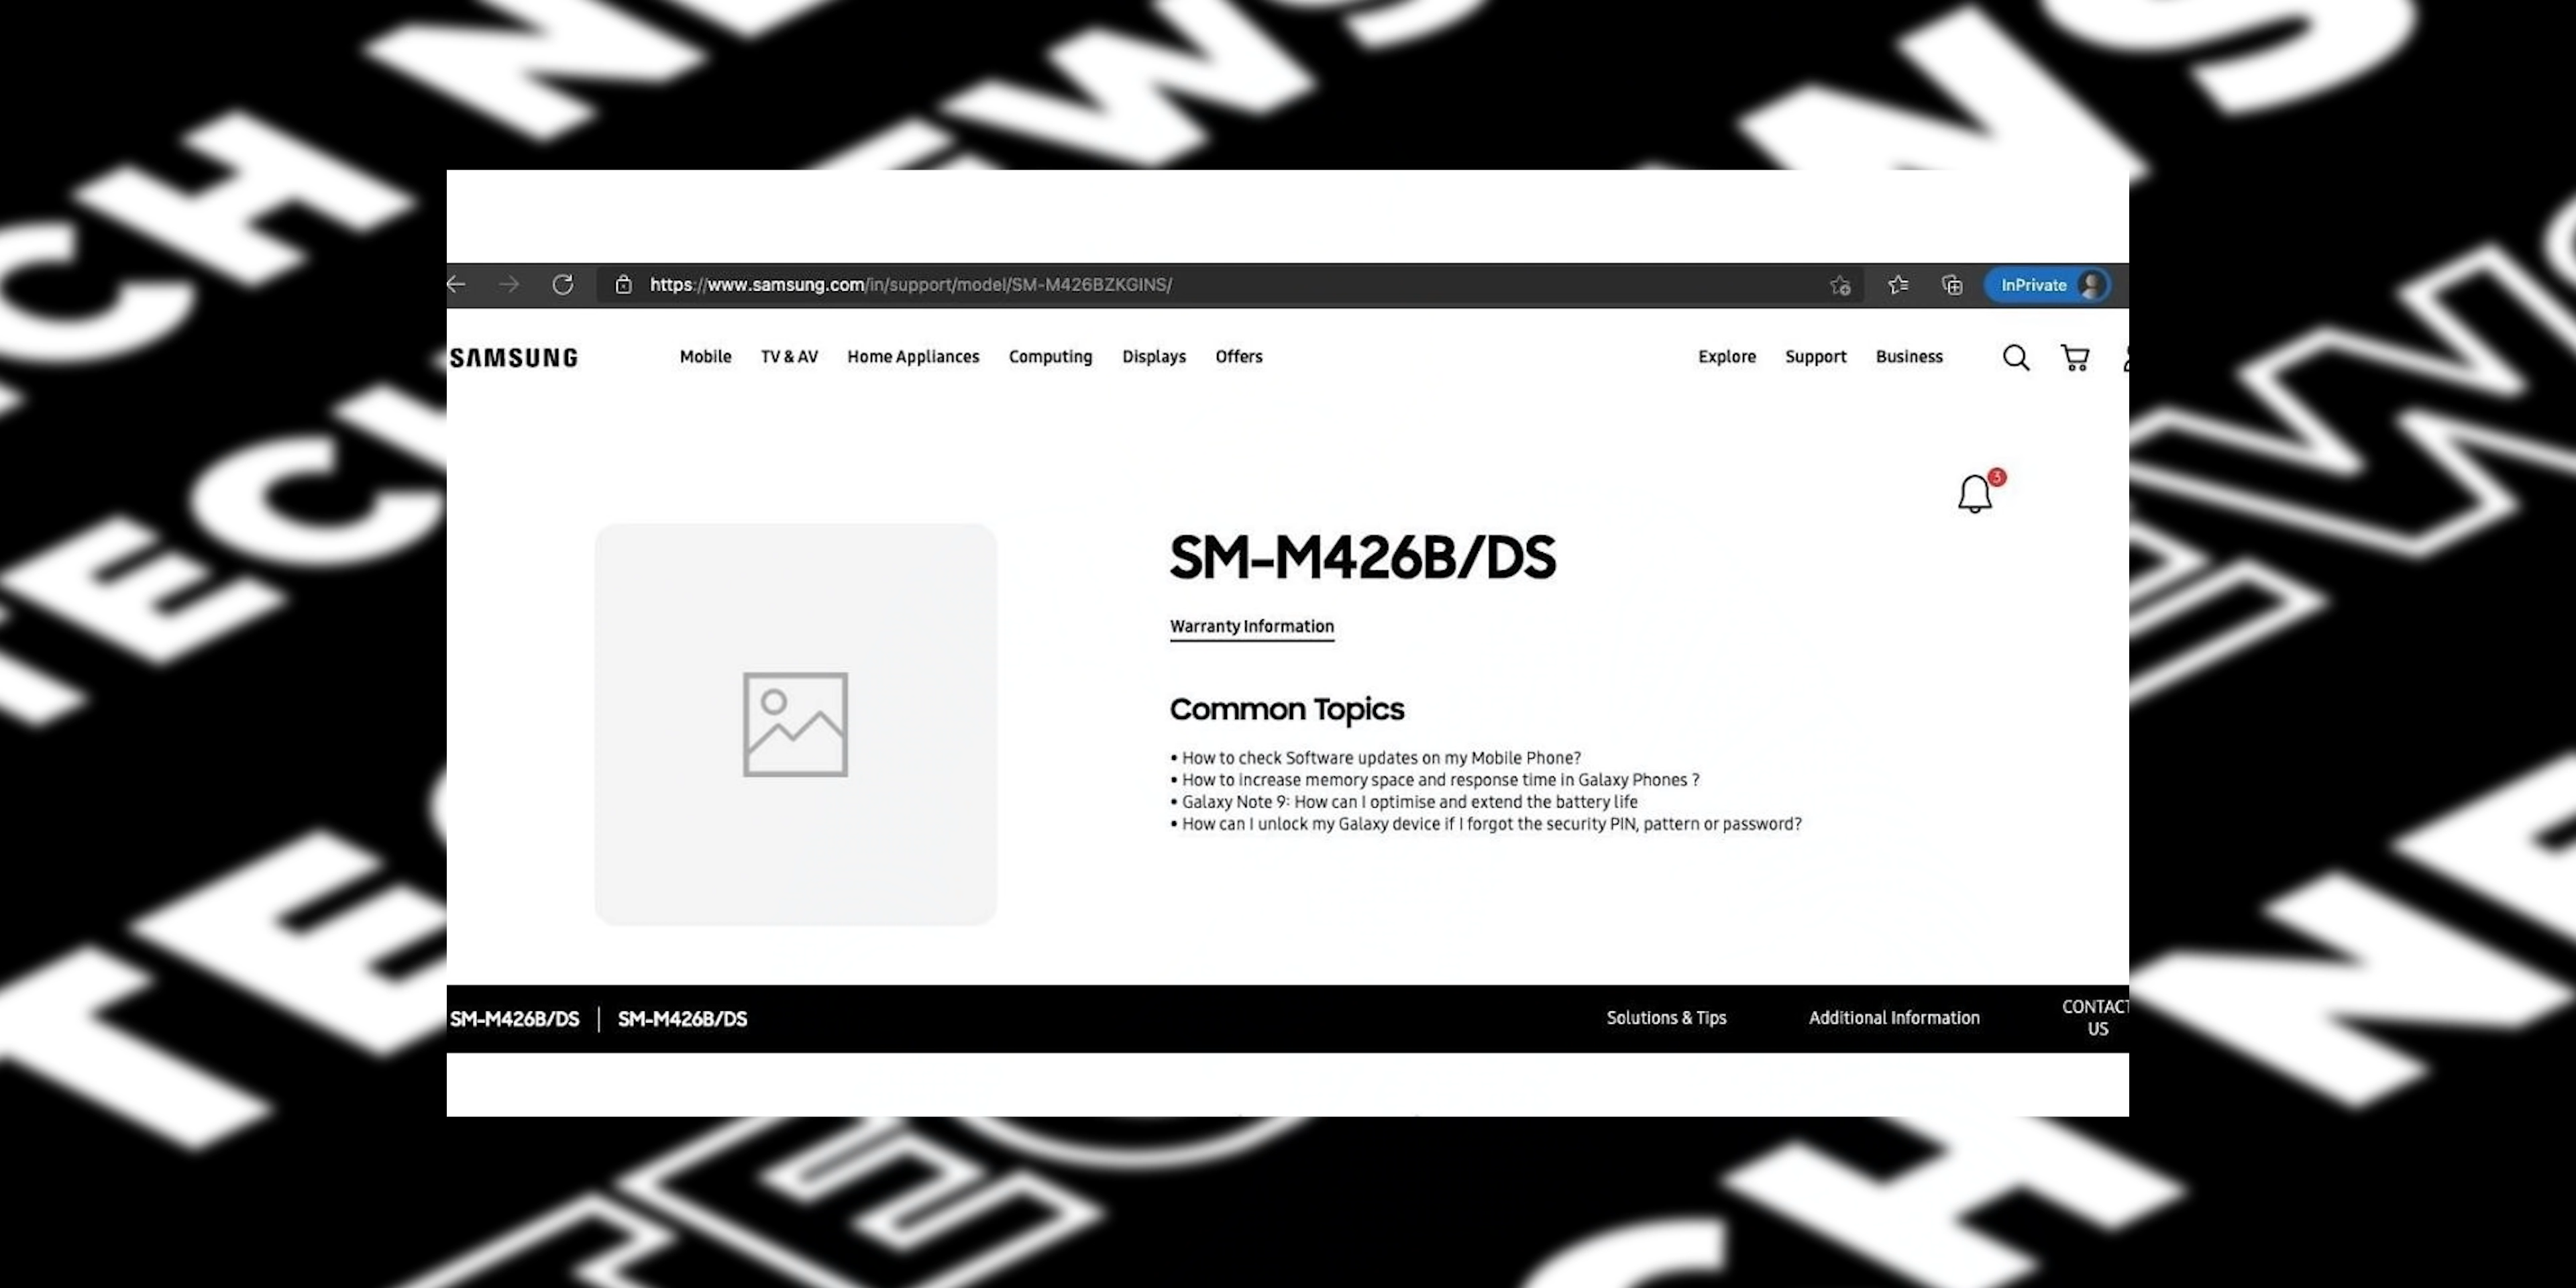 TECH NEWS
https://www.samsung.com/in/support/model/SM-M426BZKGINS/
InPrivate
SAMSUNG
Mobile TV & AV Home Appliances Computing Displays Offers Explore Support Business
3
SM-M426B/DS
Warranty Information
Common Topics
• How to check Software updates on my Mobile Phone?
• How to increase memory space and response time in Galaxy Phones ?
• Galaxy Note 9: How can I optimise and extend the battery life
• How can I unlock my Galaxy device if I forgot the security PIN, pattern or password?
SM-M426B/DS | SM-M426B/DS Solutions & Tips Additional Information CONTACT
US